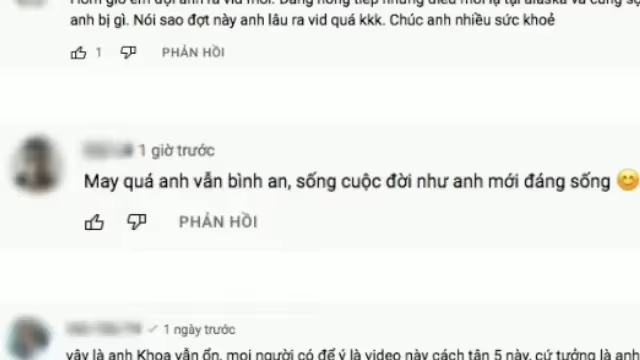 anh bị gì. Nói sao đợt này anh lâu ra vid quá kkk. Chúc anh nhiều sức khoẻ
1 PHẢN HỒI
1 giờ trước
May quá anh vẫn bình an, sống cuộc đời như anh mới đáng sống 😊
PHẢN HỒI
1 ngày trước
vậy là anh Khoa vẫn ổn, mọi người có để ý là video này cách tận 5 này, cứ tưởng là anh